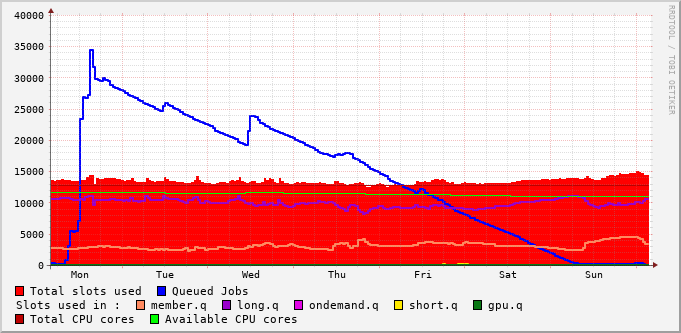 40000
35000
30000
25000
20000
15000
10000
5000
0
Mon Tue Wed Thu Fri Sat Sun
Total slots used Queued Jobs
Slots used in : member.q long.q ondemand.q short.q gpu.q
Total CPU cores Available CPU cores
RRDTOOL / TOBI OETIKER